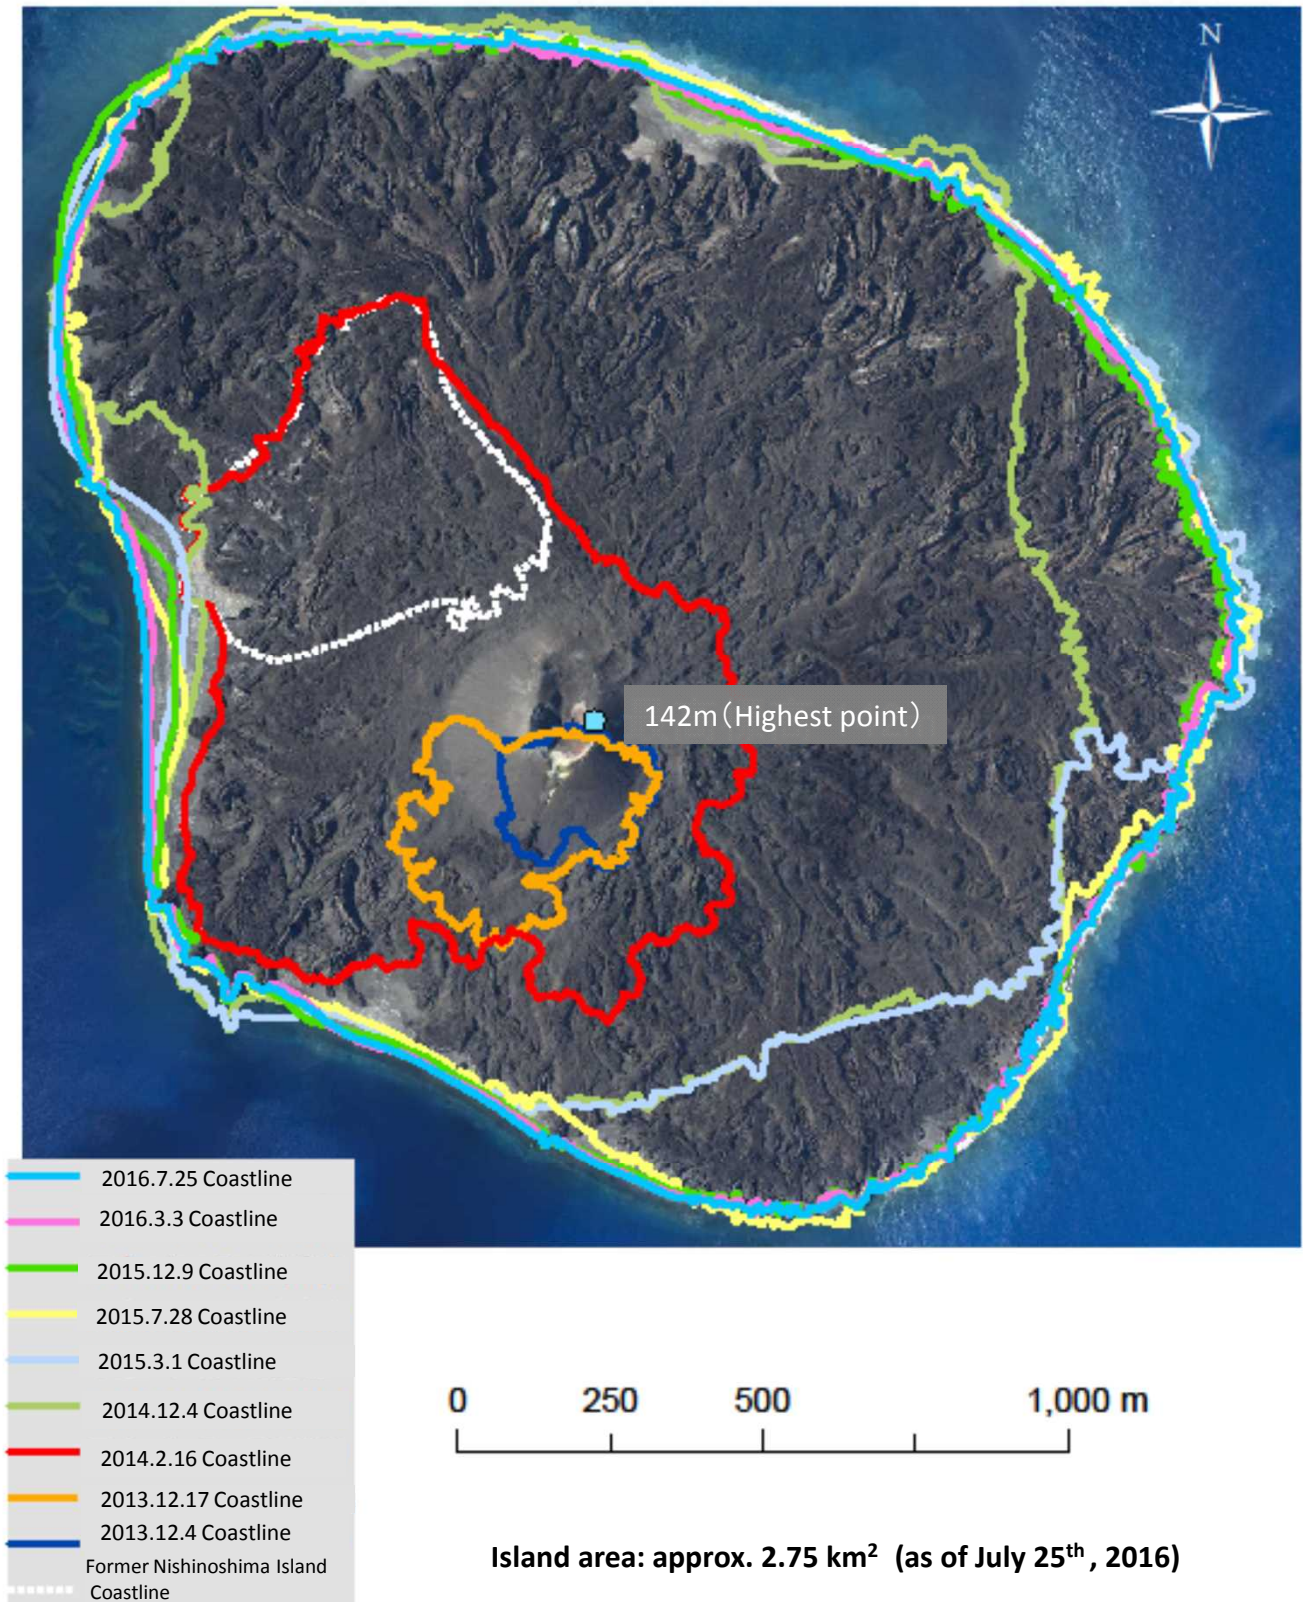 N
142m（Highest point）
2016.7.25 Coastline
2016.3.3 Coastline
2015.12.9 Coastline
2015.7.28 Coastline
2015.3.1 Coastline
2014.12.4 Coastline
2014.2.16 Coastline
2013.12.17 Coastline
2013.12.4 Coastline
Former Nishinoshima Island
Coastline
0 250 500 1,000 m
Island area: approx. 2.75 km² (as of July 25th, 2016)